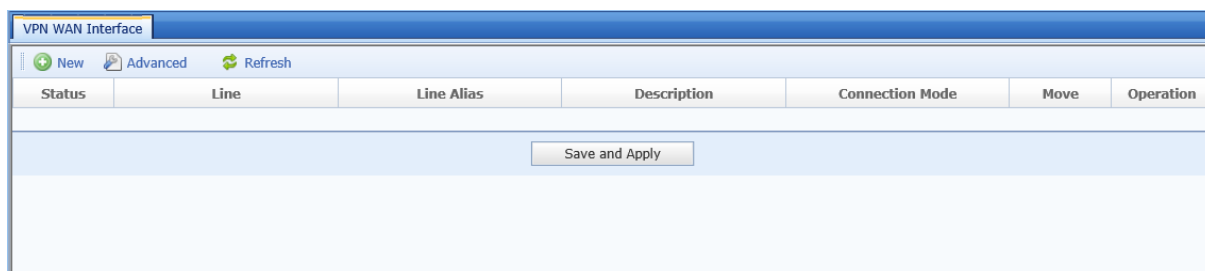 VPN WAN Interface
New Advanced Refresh
Status Line Line Alias Description Connection Mode Move Operation
Save and Apply